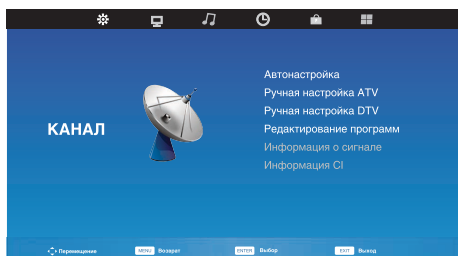 КАНАЛ
Автонастройка
Ручная настройка ATV
Ручная настройка DTV
Редактирование программ
Информация о сигнале
Информация CI
Перемещение MENU Возврат ENTER Выбор EXIT Выход